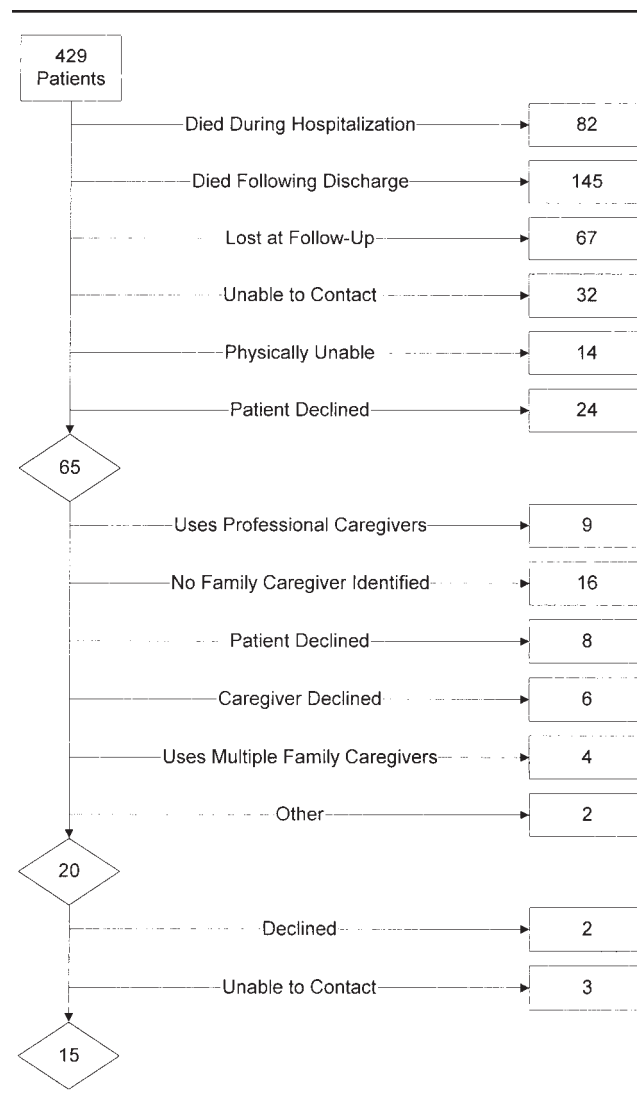 429
Patients
Died During Hospitalization 82
Died Following Discharge 145
Lost at Follow-Up 67
Unable to Contact 32
Physically Unable 14
Patient Declined 24
65
Uses Professional Caregivers 9
No Family Caregiver Identified 16
Patient Declined 8
Caregiver Declined 6
Uses Multiple Family Caregivers 4
Other 2
20
Declined 2
Unable to Contact 3
15